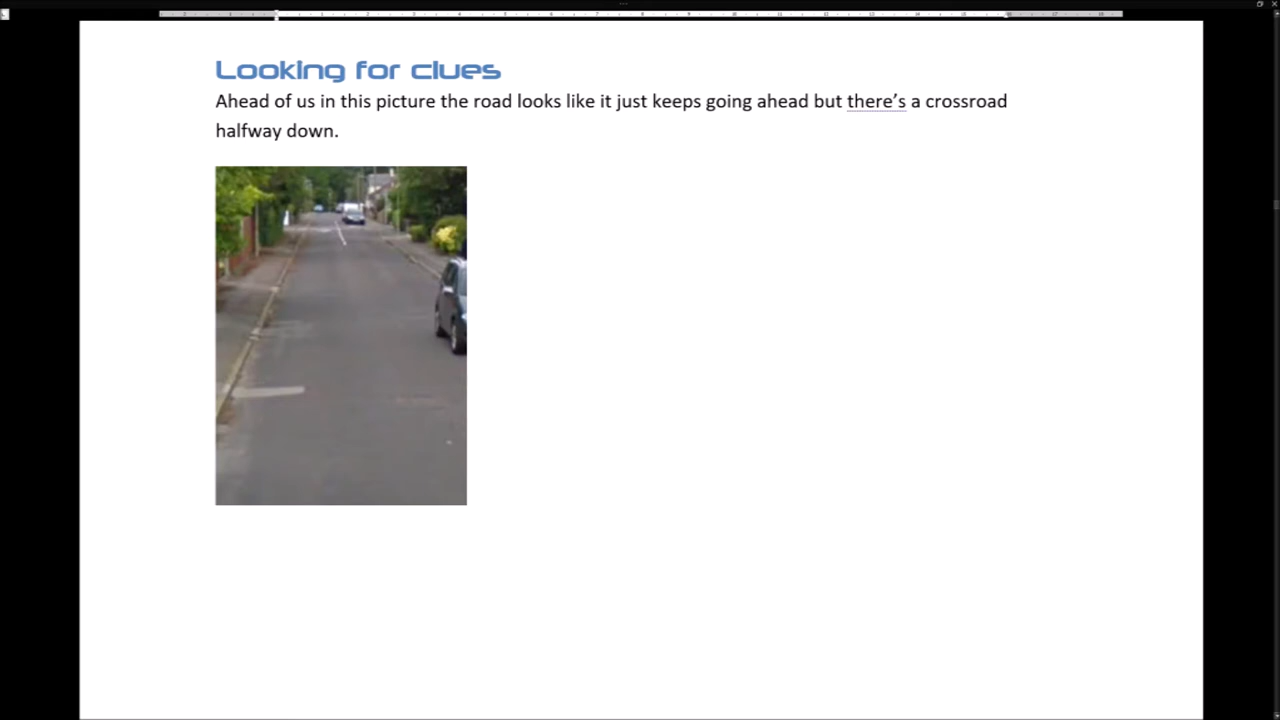 Looking for clues
Ahead of us in this picture the road looks like it just keeps going ahead but there’s a crossroad
halfway down.